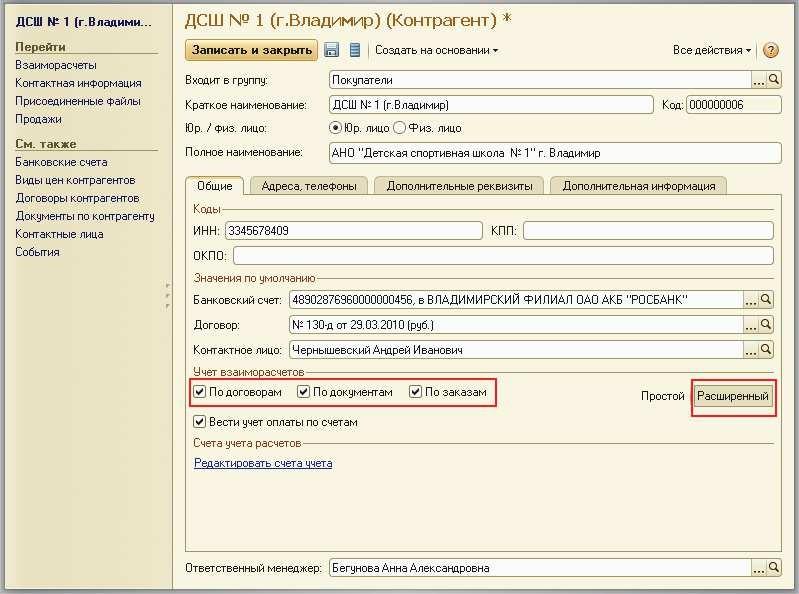 ДСШ № 1 (г.Владими...
Перейти
Взаиморасчеты
Контактная информация
Присоединенные файлы
Продажи
См. также
Банковские счета
Виды цен контрагентов
Договоры контрагентов
Документы по контрагенту
Контактные лица
События
ДСШ № 1 (г.Владимир) (Контрагент) *
Записать и закрыть Создать на основании Все действия ?
Входит в группу: Покупатели ...
Краткое наименование: ДСШ № 1 (г.Владимир) Код: 000000006
Юр. / физ. лицо: Юр. лицо Физ. лицо
Полное наименование: АНО "Детская спортивная школа № 1" г. Владимир
Общие Адреса, телефоны Дополнительные реквизиты Дополнительная информация
Коды
ИНН: 3345678409 КПП:
ОКПО:
Значения по умолчанию
Банковский счет: 48902876960000000456, в ВЛАДИМИРСКИЙ ФИЛИАЛ ОАО АКБ "РОСБАНК" ...
Договор: № 130-д от 29.03.2010 (руб.) ...
Контактное лицо: Чернышевский Андрей Иванович ...
Учет взаиморасчетов
По договорам По документам По заказам Простой Расширенный
Вести учет оплаты по счетам
Счета учета расчетов
Редактировать счета учета
Ответственный менеджер: Бегунова Анна Александровна ...